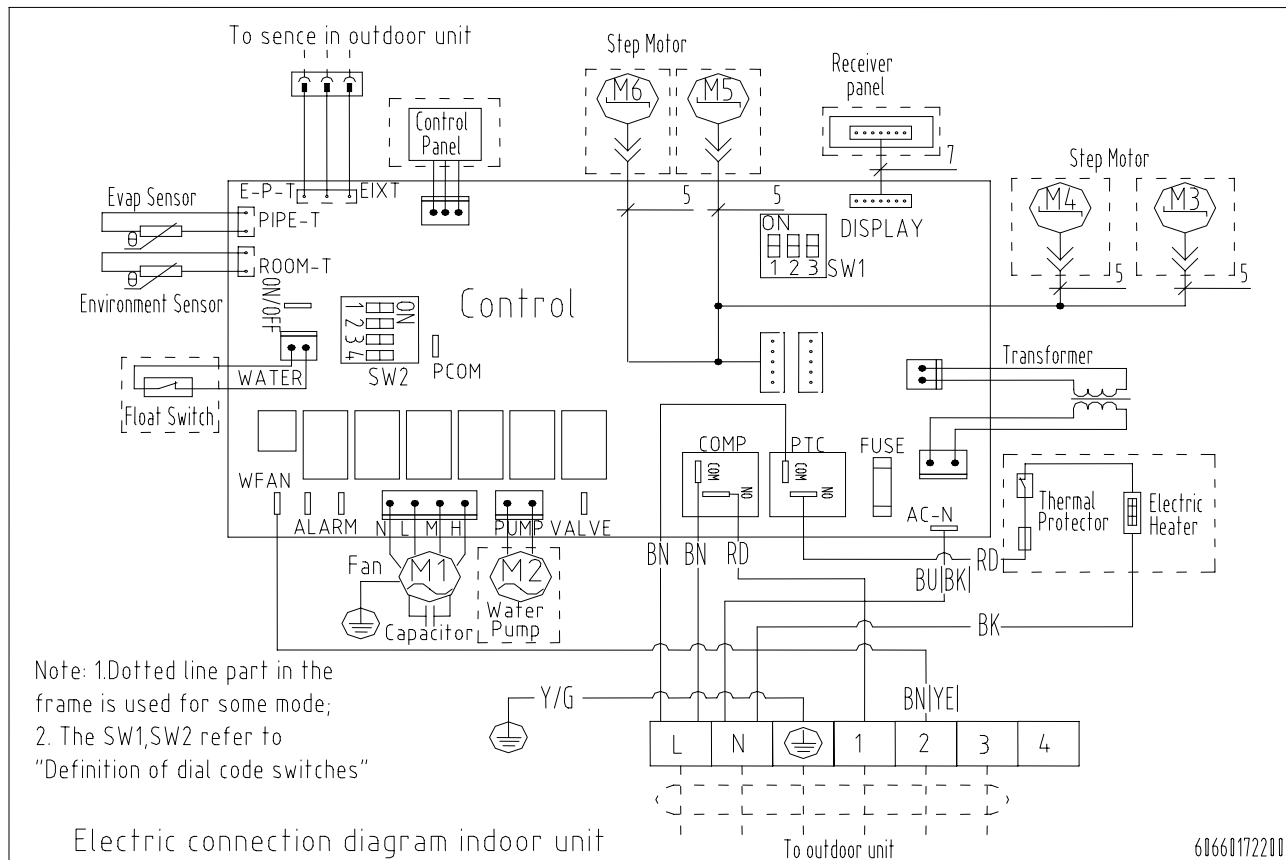 To sence in outdoor unit
Step Motor
M6
M5
Receiver
panel
Control
Panel
7
Step Motor
M4
M3
Evap Sensor
E-P-T
EIXT
5
5
PIPE-T
θ
ON
1 2 3
SW1
DISPLAY
5
5
ROOM-T
θ
Environment Sensor
ON/OFF
Control
ON
1
2
3
4
SW2
PCOM
WATER
Float Switch
Transformer
COMP
PTC
FUSE
COM
NO
COM
NO
WFAN
ALARM
N L M H
PUMP
VALVE
AC-N
Thermal
Protector
Electric
Heater
BN
BN
RD
RD
BU(BK)
Fan
M1
M2
Capacitor
Water
Pump
BK
Note: 1.Dotted line part in the
frame is used for some mode;
2. The SW1,SW2 refer to
"Definition of dial code switches"
Y/G
BN(YE)
L N 1 2 3 4
Electric connection diagram indoor unit
To outdoor unit
60660172200